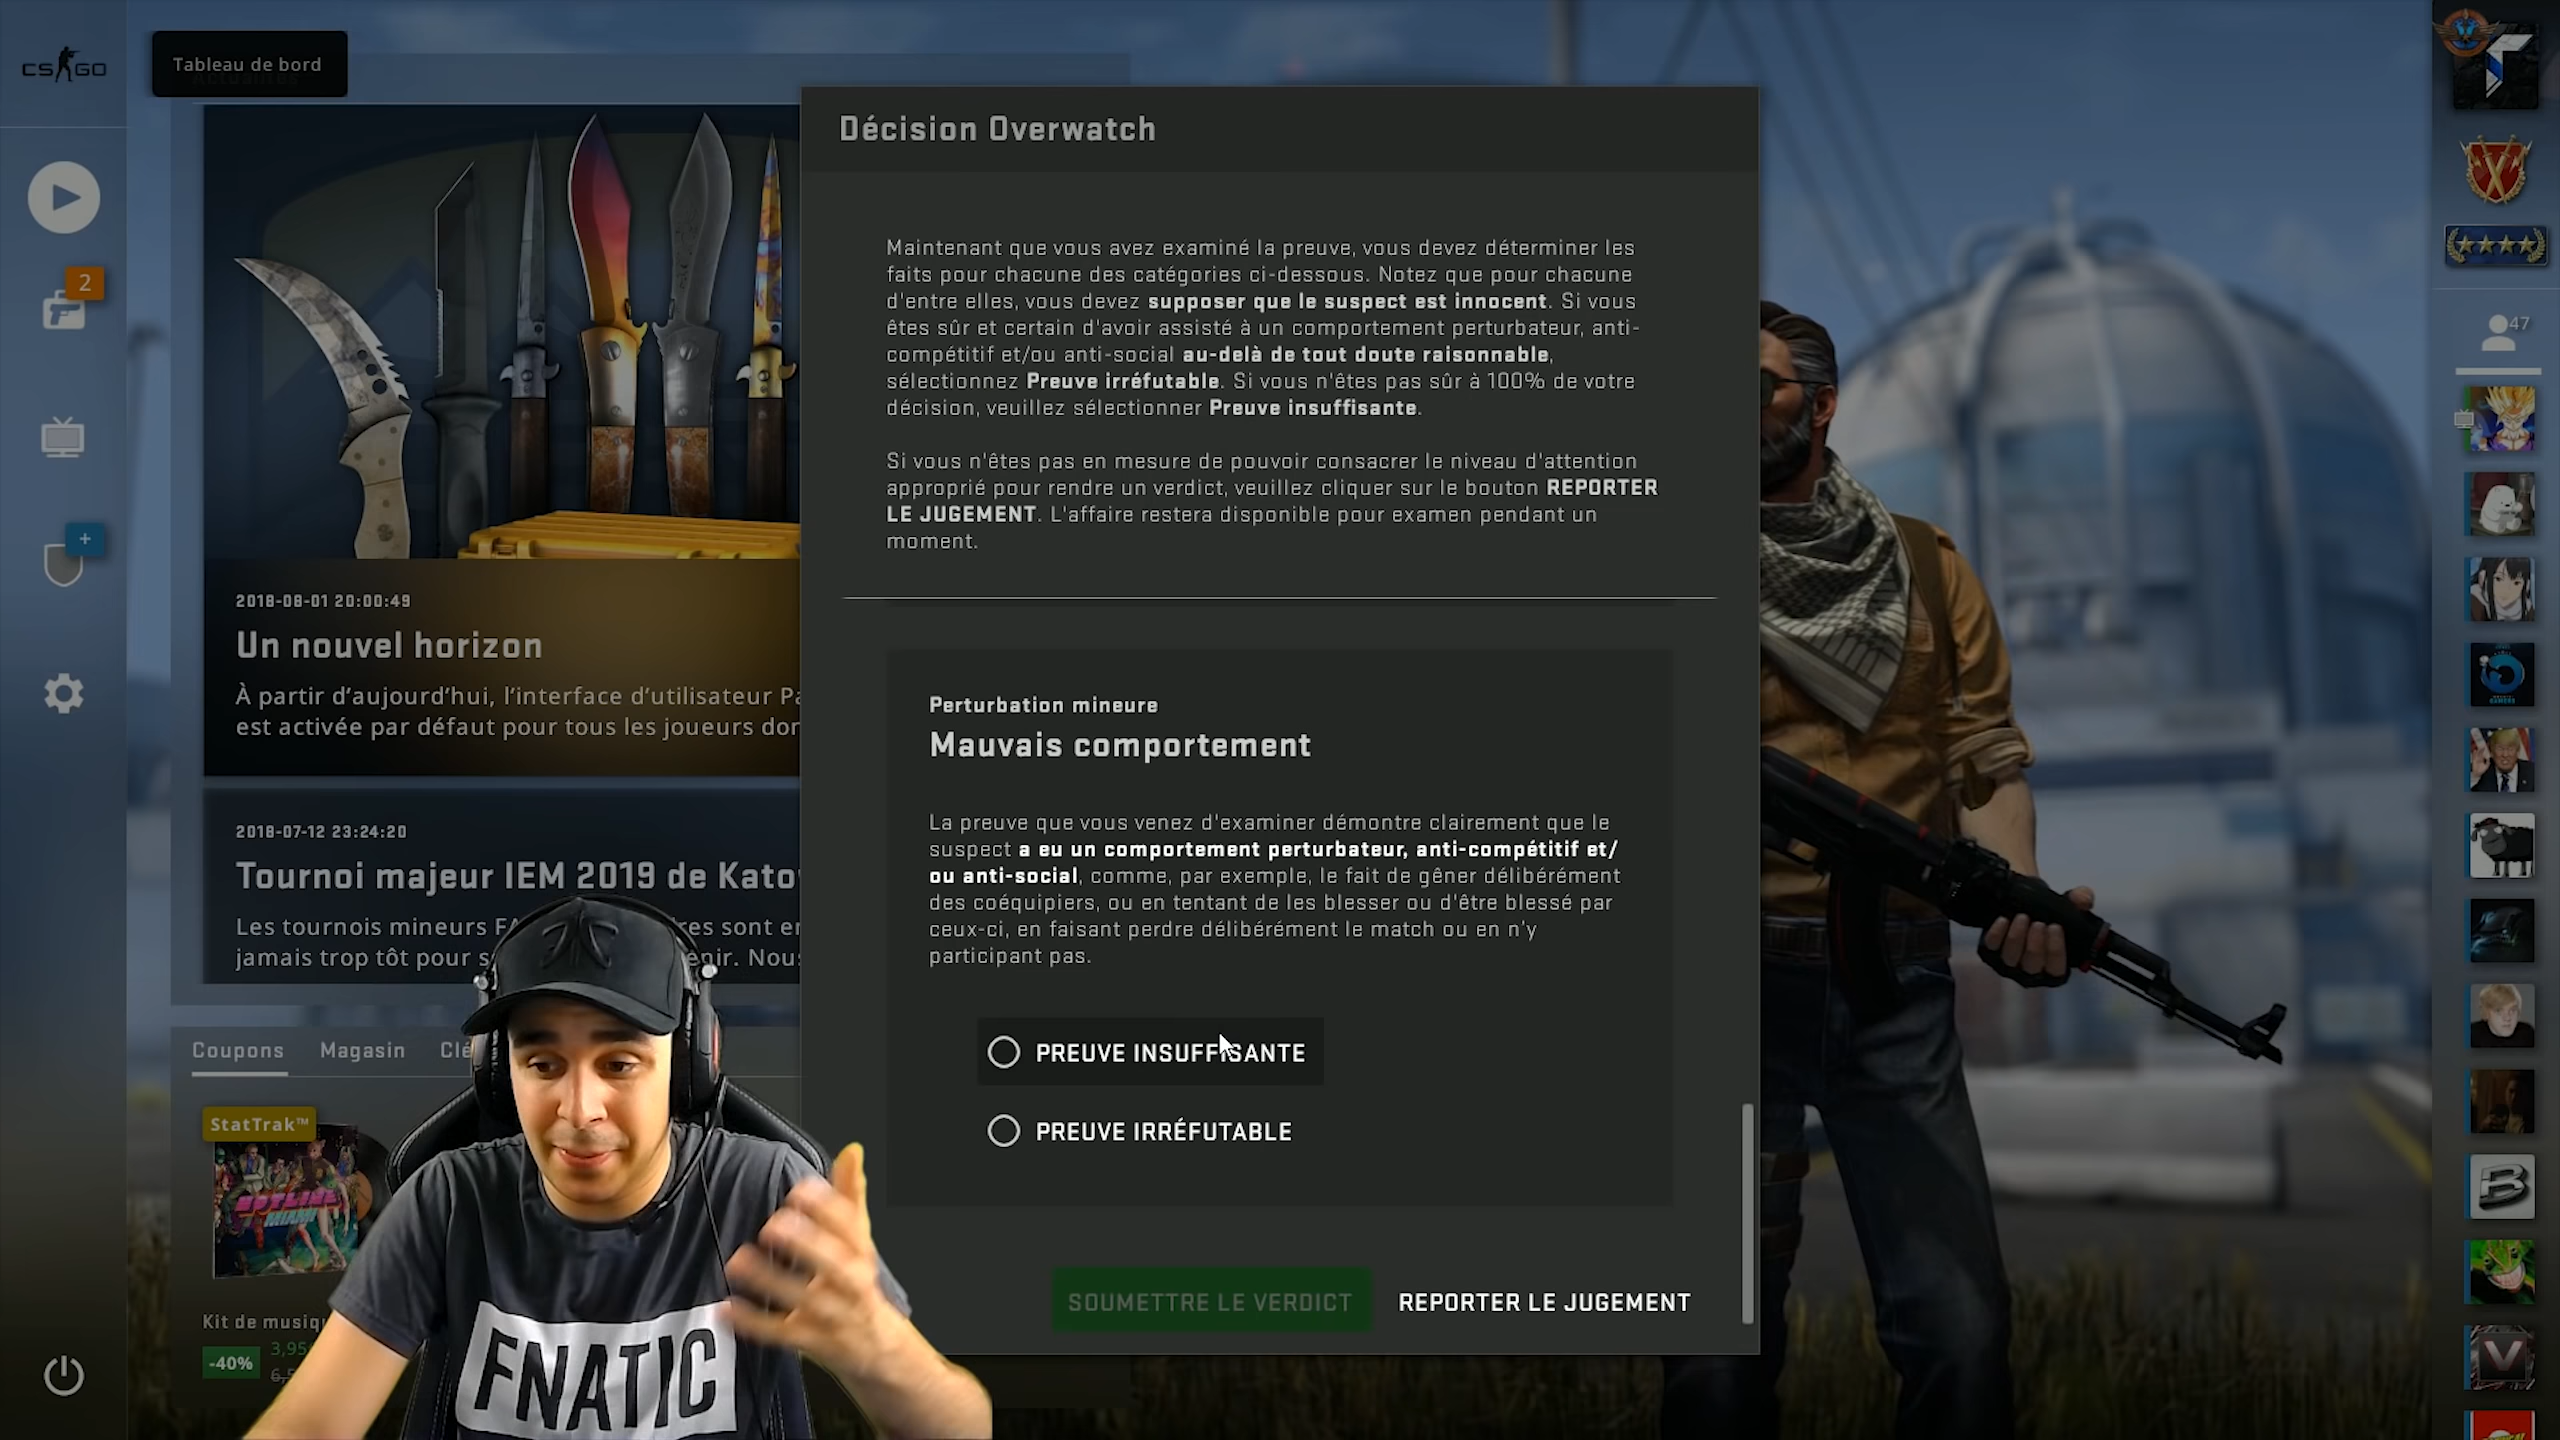 CS GO
Tableau de bord
2
+
2018-08-01 20:00:49
Un nouvel horizon
À partir d'aujourd'hui, l'interface d'utilisateur
est activée par défaut pour tous les joueurs
2018-07-12 23:24:20
Tournoi majeur IEM 2019 de
Les tournois mineurs
jamais trop tôt pour
Coupons Magasin
StatTrak™
HOTLINE
MIAMI
Kit de
-40%
3,95
Décision Overwatch
Maintenant que vous avez examiné la preuve, vous devez déterminer les
faits pour chacune des catégories ci-dessous. Notez que pour chacune
d'entre elles, vous devez supposer que le suspect est innocent. Si vous
êtes sûr et certain d'avoir assisté à un comportement perturbateur, anti-
compétitif et/ou anti-social au-delà de tout doute raisonnable,
sélectionnez Preuve irréfutable. Si vous n'êtes pas sûr à 100% de votre
décision, veuillez sélectionner Preuve insuffisante.
Si vous n'êtes pas en mesure de pouvoir consacrer le niveau d'attention
approprié pour rendre un verdict, veuillez cliquer sur le bouton REPORTER
LE JUGEMENT. L'affaire restera disponible pour examen pendant un
moment.
Perturbation mineure
Mauvais comportement
La preuve que vous venez d'examiner démontre clairement que le
suspect a eu un comportement perturbateur, anti-compétitif et/
ou anti-social, comme, par exemple, le fait de gêner délibérément
des coéquipiers, ou en tentant de les blesser ou d'être blessé par
ceux-ci, en faisant perdre délibérément le match ou en n'y
participant pas.
PREUVE INSUFFISANTE
PREUVE IRRÉFUTABLE
SOUMETTRE LE VERDICT REPORTER LE JUGEMENT
FNATIC
47